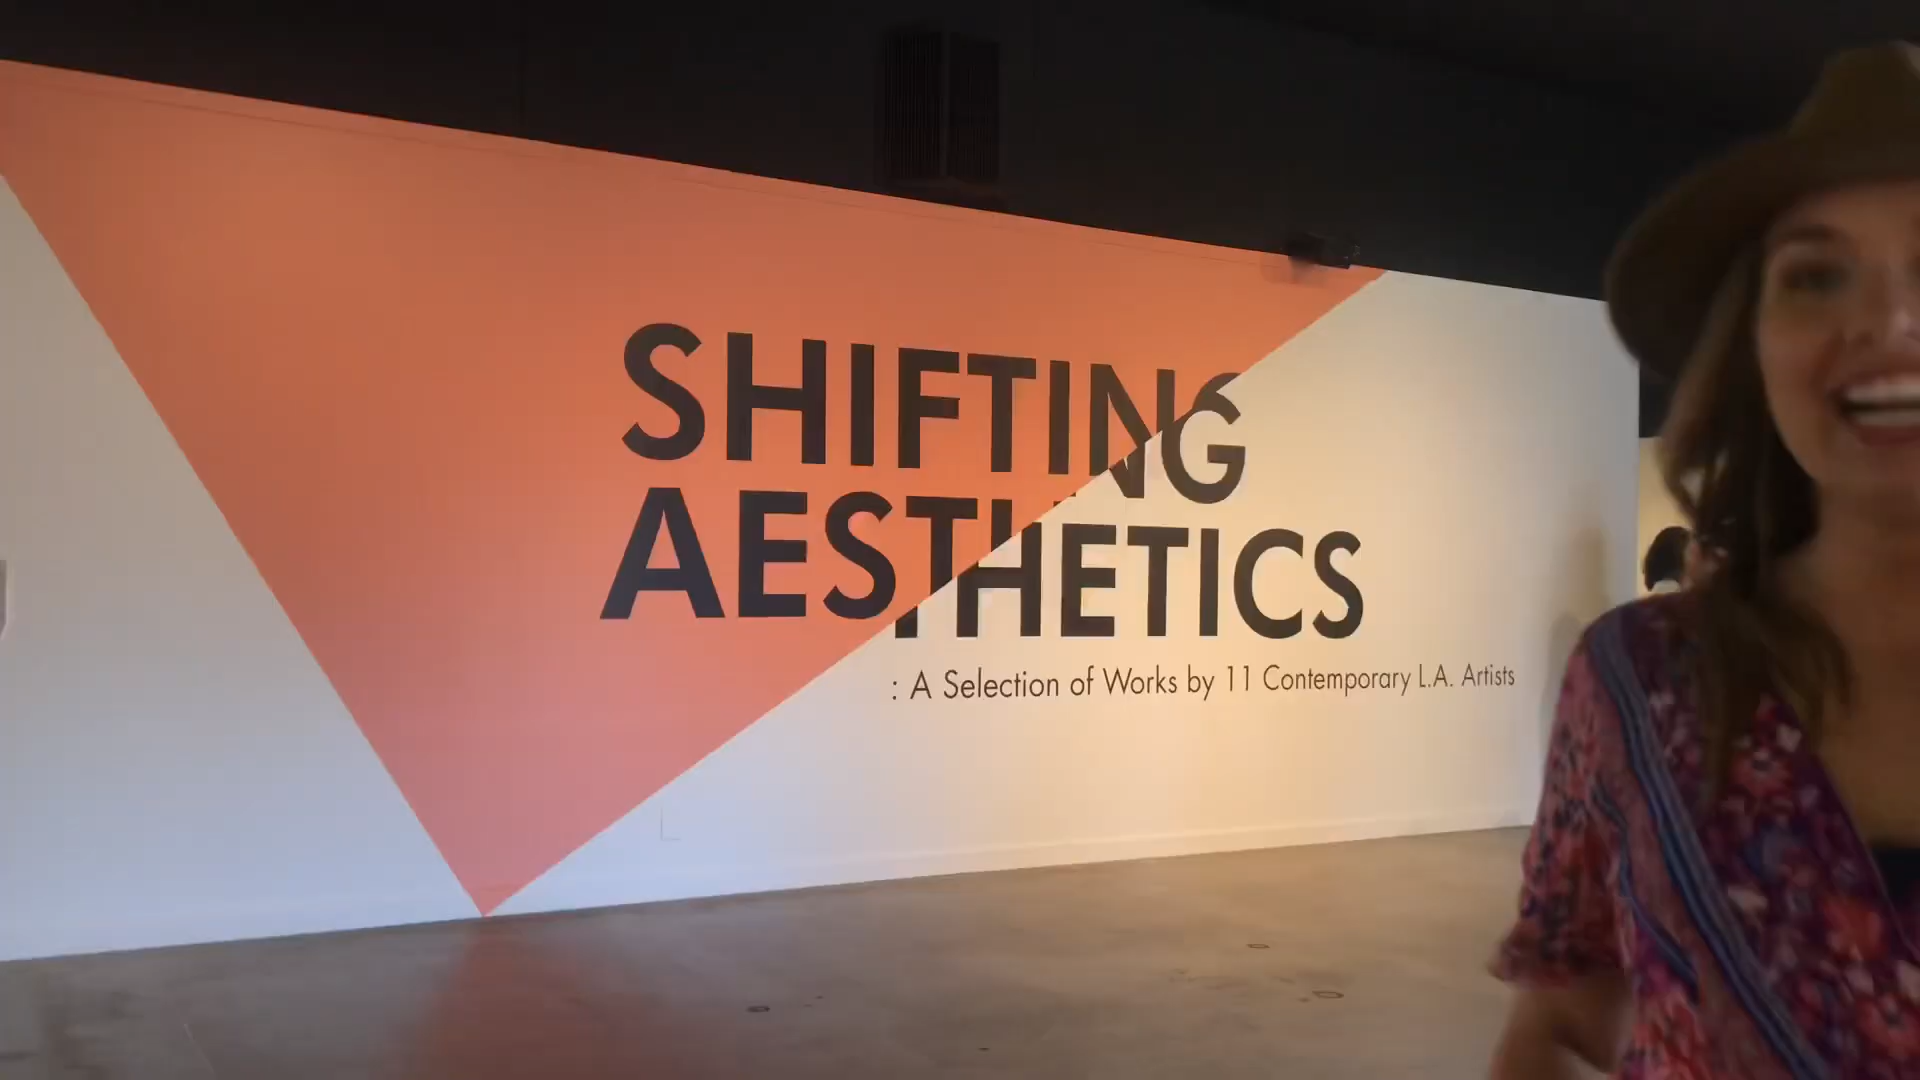 SHIFTING
AESTHETICS
: A Selection of Works by 11 Contemporary L.A. Artists